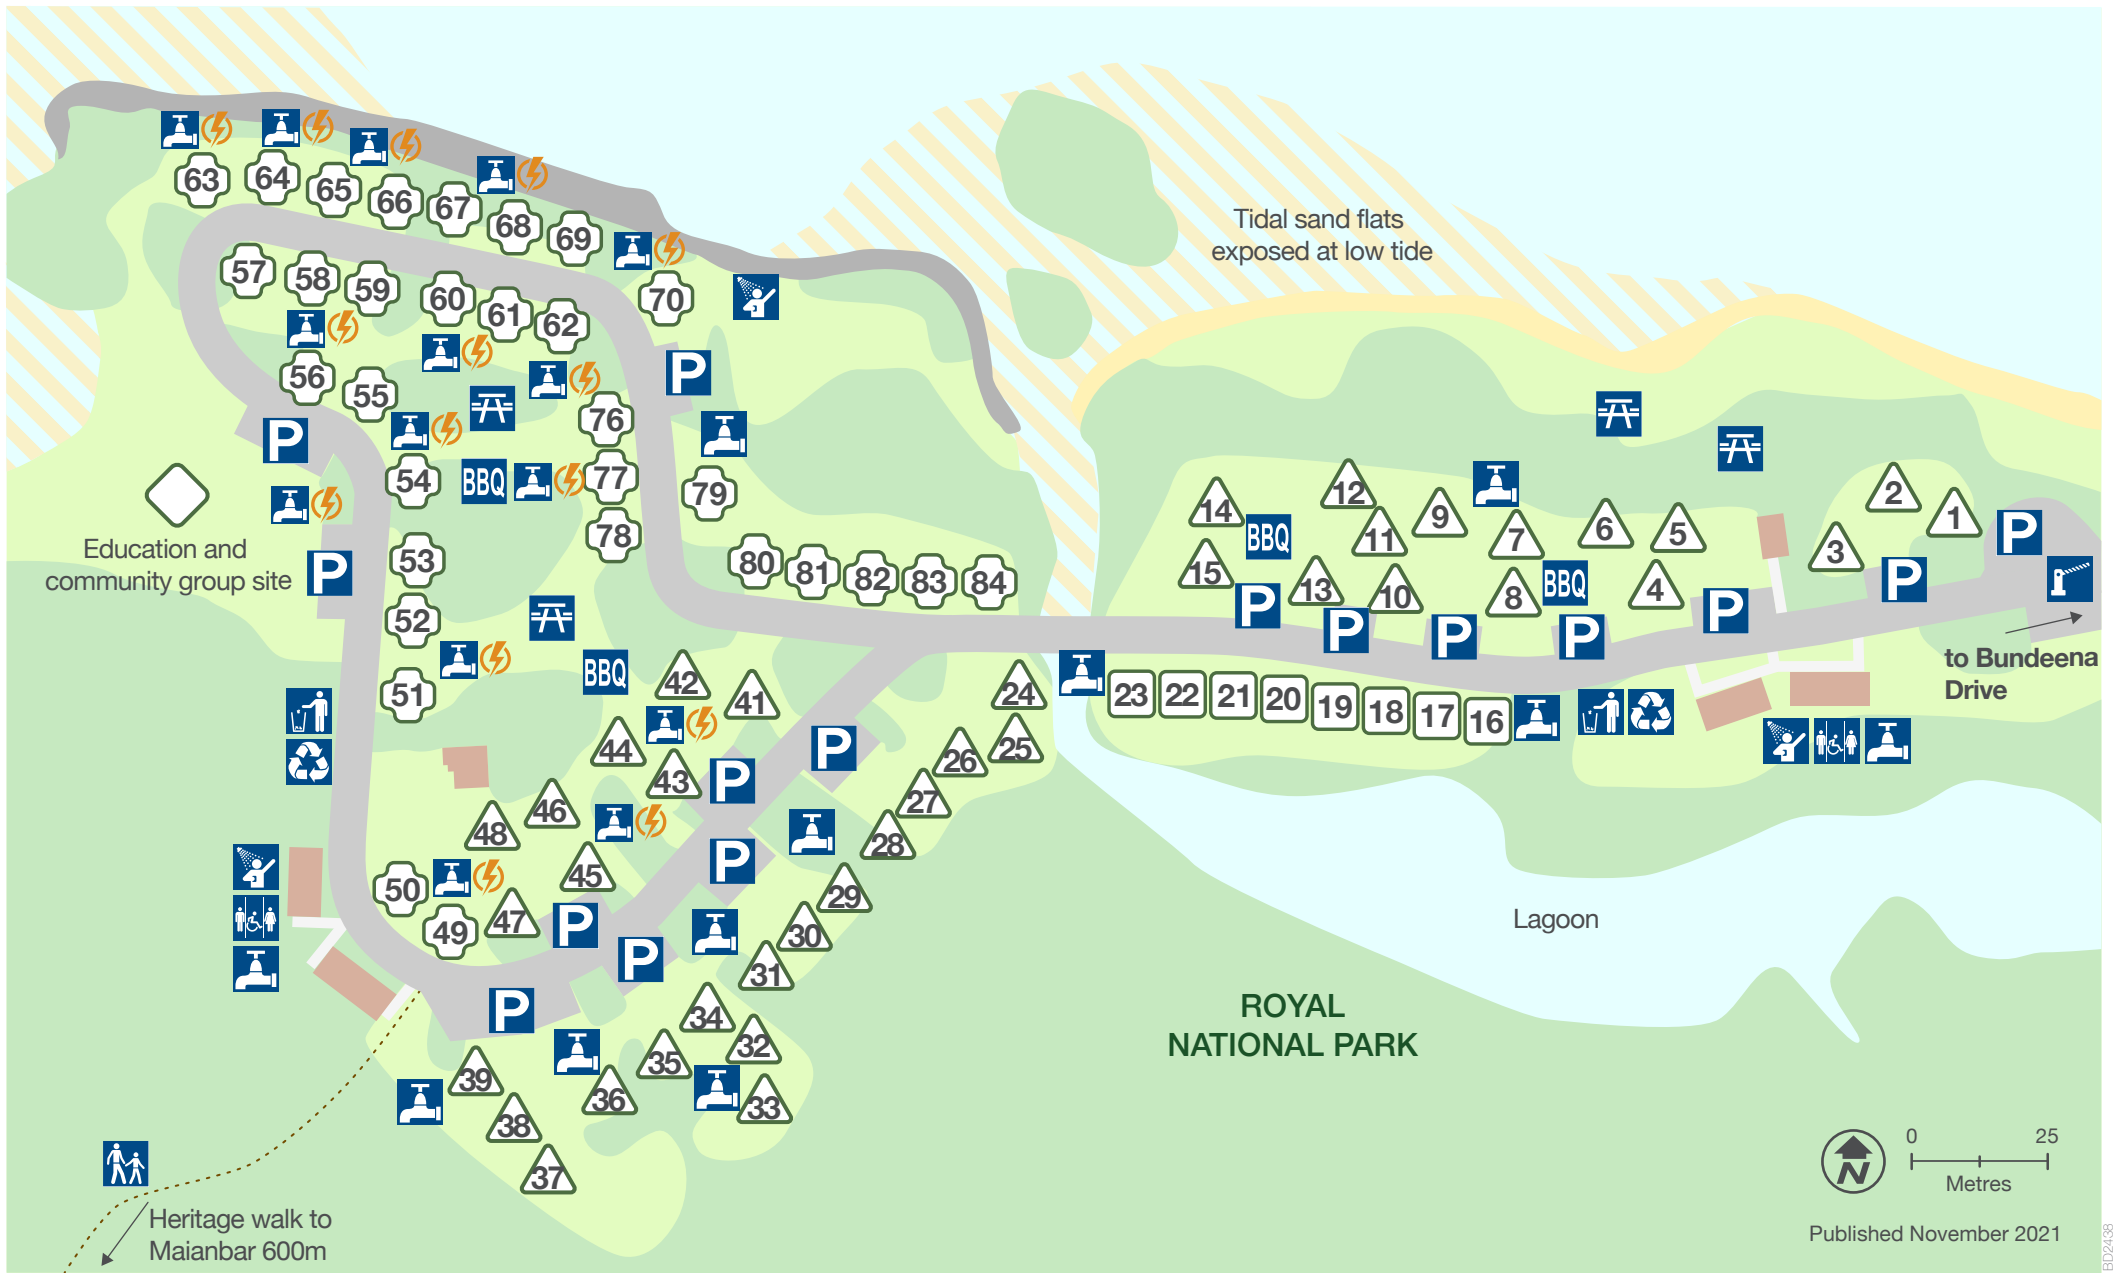 63
64
65
66
67
68
69
70
57
58
59
60
61
62
56
55
54
BBQ
76
77
78
79
80
81
82
83
84
53
52
51
P
P
P
Education and
community group site
Tidal sand flats
exposed at low tide
14
15
BBQ
12
11
13
10
9
7
8
BBQ
6
5
4
3
2
1
P
P
P
P
P
P
P
to Bundeena
Drive
23
22
21
20
19
18
17
16
BBQ
42
41
44
43
46
48
45
47
50
49
P
P
P
P
P
P
24
25
26
27
28
29
30
31
34
32
35
33
36
39
38
37
Lagoon
ROYAL
NATIONAL PARK
Heritage walk to
Maianbar 600m
N
0 25
Metres
Published November 2021
BD2438